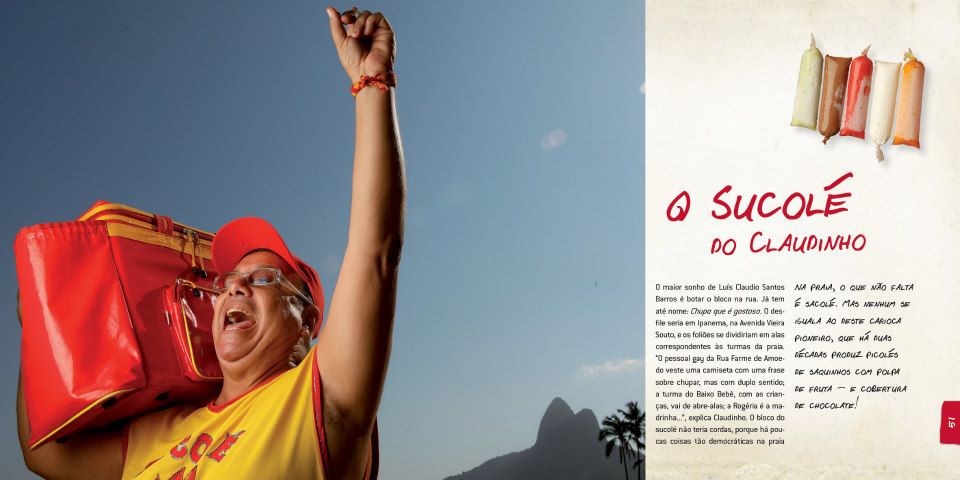 O SUCOLÉ
DO CLAUDINHO
O maior sonho de Luís Claudio Santos
Barros é botar o bloco na rua. Já tem
até nome: Chupa que é gostoso. O des-
file seria em Ipanema, na Avenida Vieira
Souto, e os foliões se dividiriam em alas
correspondentes às turmas da praia.
"O pessoal gay da Rua Farme de Amoe-
do veste uma camiseta com uma frase
sobre chupar, mas com duplo sentido;
a turma do Baixo Bebê, com as crian-
ças, vai de abre-alas; a Rogéria é a ma-
drinha...", explica Claudinho. O bloco do
sucolé não teria cordas, porque há pou-
cas coisas tão democráticas na praia
NA PRAIA, O QUE NÃO FALTA
É SACOLÉ. MAS NENHUM SE
IGUALA AO DESTE CARIOCA
PIONEIRO, QUE HÁ DUAS
DÉCADAS PRODUZ PICOLÉS
DE SAQUINHOS COM POLPA
DE FRUTA — E COBERTURA
DE CHOCOLATE!
51